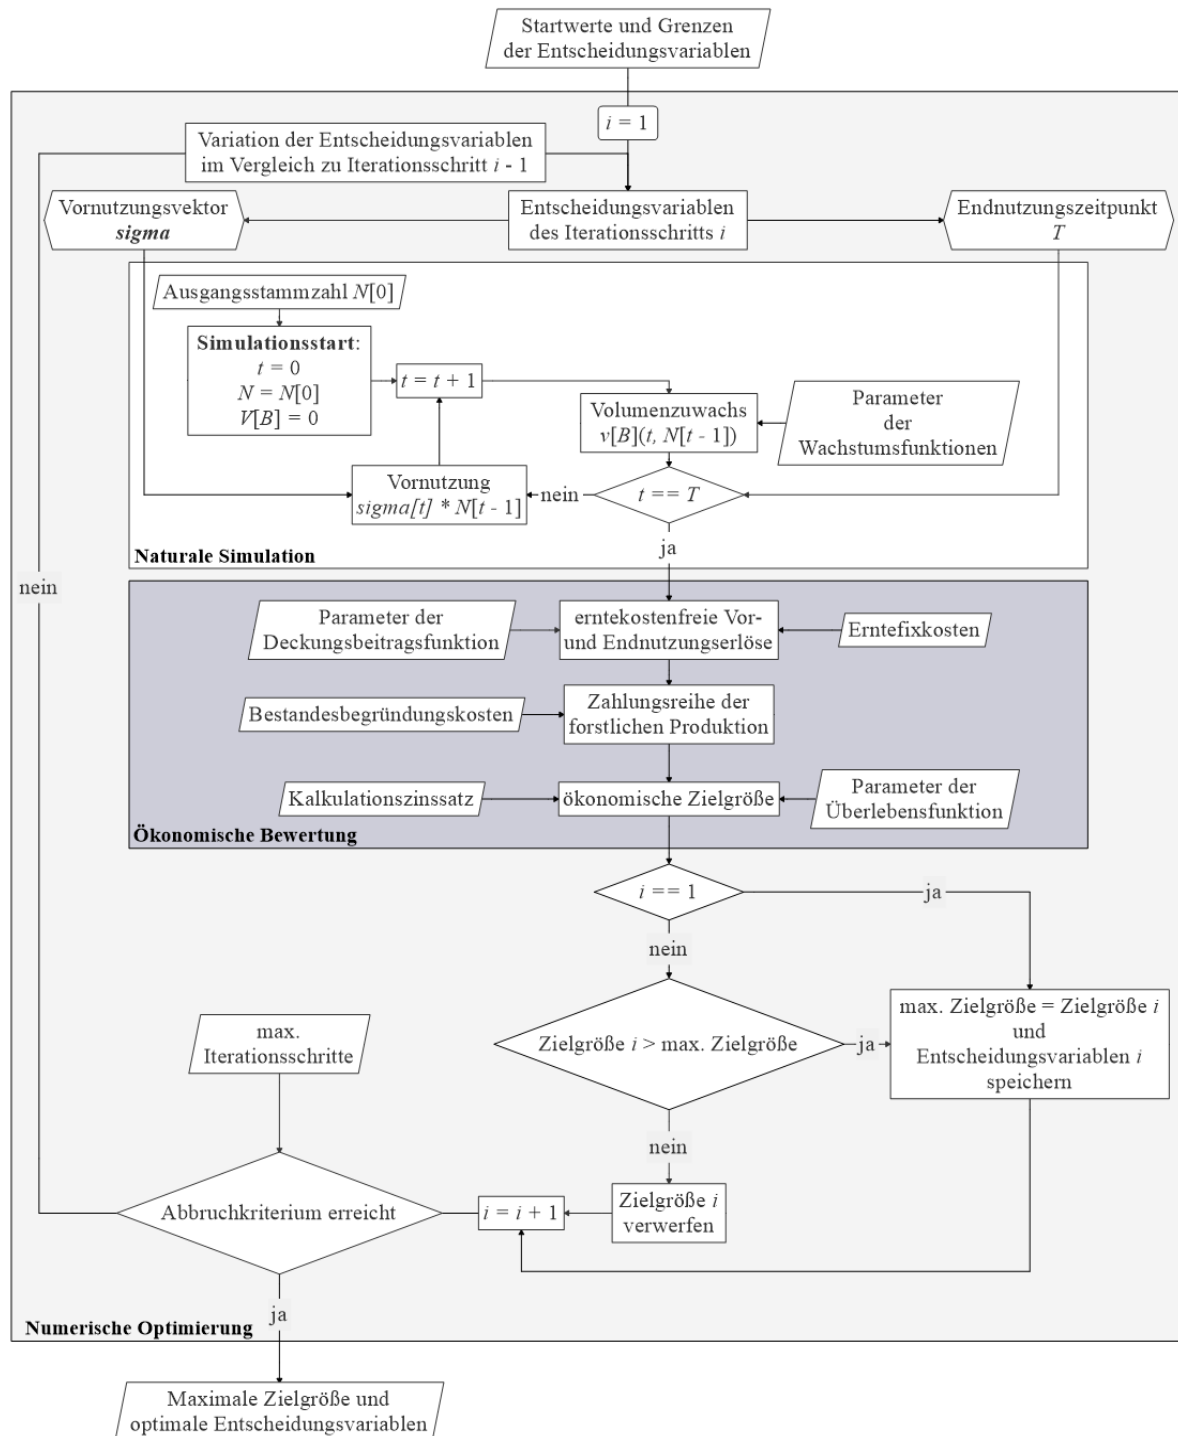 Startwerte und Grenzen
der Entscheidungsvariablen
i = 1
Variation der Entscheidungsvariablen
im Vergleich zu Iterationsschritt i - 1
Vornutzungsvektor
sigma
Entscheidungsvariablen
des Iterationsschritts i
Endnutzungszeitpunkt
T
Ausgangsstammzahl N[0]
Simulationsstart:
t = 0
N = N[0]
V[B] = 0
t = t + 1
Volumenzuwachs
v[B](t, N[t - 1])
Parameter
der
Wachstumsfunktionen
Vornutzung
sigma[t] * N[t - 1]
nein
t == T
ja
Naturale Simulation
nein
Parameter der
Deckungsbeitragsfunktion
erntekostenfreie Vor-
und Endnutzungserlöse
Erntefixkosten
Bestandesbegründungskosten
Zahlungsreihe der
forstlichen Produktion
Kalkulationszinssatz
ökonomische Zielgröße
Parameter der
Überlebensfunktion
Ökonomische Bewertung
i == 1
ja
nein
max.
Iterationsschritte
Zielgröße i > max. Zielgröße
ja
max. Zielgröße = Zielgröße i
und
Entscheidungsvariablen i
speichern
nein
Abbruchkriterium erreicht
i = i + 1
Zielgröße i
verwerfen
ja
Numerische Optimierung
Maximale Zielgröße und
optimale Entscheidungsvariablen